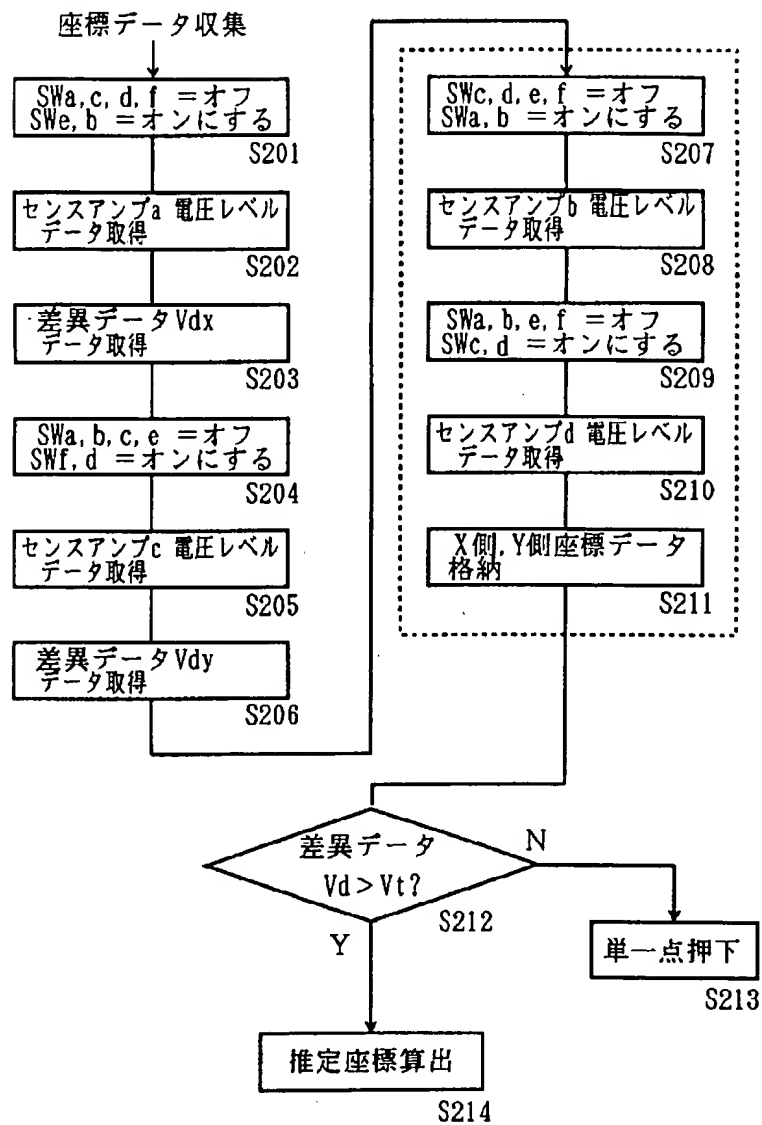 座標データ収集
SWa,c,d,f =オフ
SWe,b =オンにする
S201
センスアンプa 電圧レベル
データ取得
S202
差異データVdx
データ取得
S203
SWa,b,c,e =オフ
SWf,d =オンにする
S204
センスアンプc 電圧レベル
データ取得
S205
差異データVdy
データ取得
S206
SWc,d,e,f =オフ
SWa,b =オンにする
S207
センスアンプb 電圧レベル
データ取得
S208
SWa,b,e,f =オフ
SWc,d =オンにする
S209
センスアンプd 電圧レベル
データ取得
S210
X側,Y側座標データ
格納
S211
差異データ
Vd>Vt?
S212
N
Y
単一点押下
S213
推定座標算出
S214